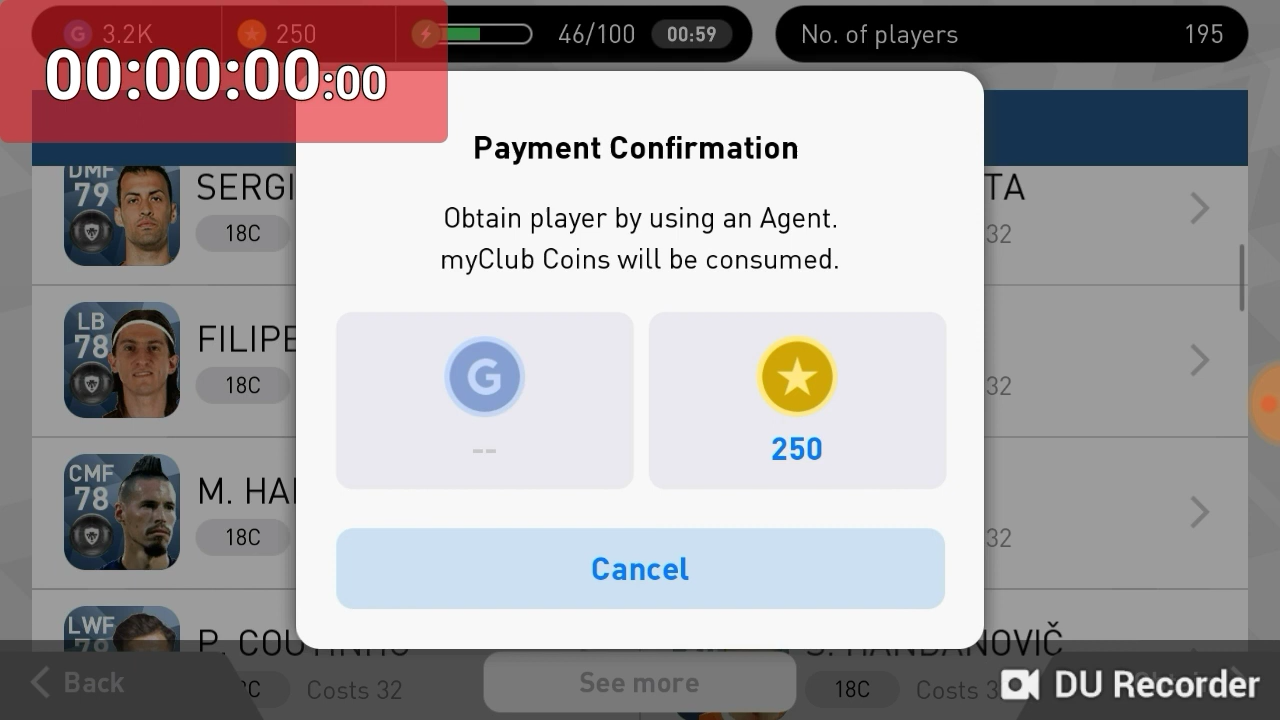 3.2K
250
46/100
00:59
No. of players
195
00:00:00:00
Payment Confirmation
Obtain player by using an Agent.
myClub Coins will be consumed.
G
--
250
Cancel
DMF
79
SERGI
18C
TA
32
LB
78
FILIPE
18C
32
CMF
78
M. HA
18C
32
LWF
P. COUTINHO
Costs 32
18C
Costs 3
Back
See more
DU Recorder